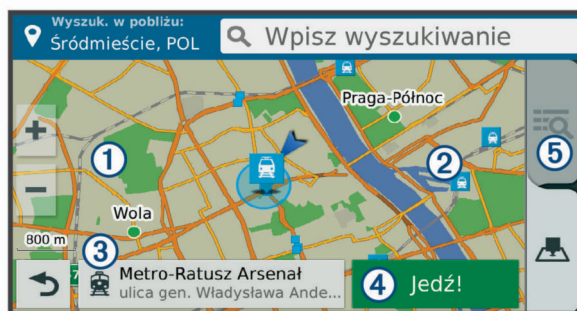 Wyszuk. w pobliżu:
Śródmieście, POL
Wpisz wyszukiwanie
Praga-Północ
+
1
2
5
−
Wola
800 m
3
7
Metro-Ratusz Arsenał
ulica gen. Władysława Ande...
4 Jedź!